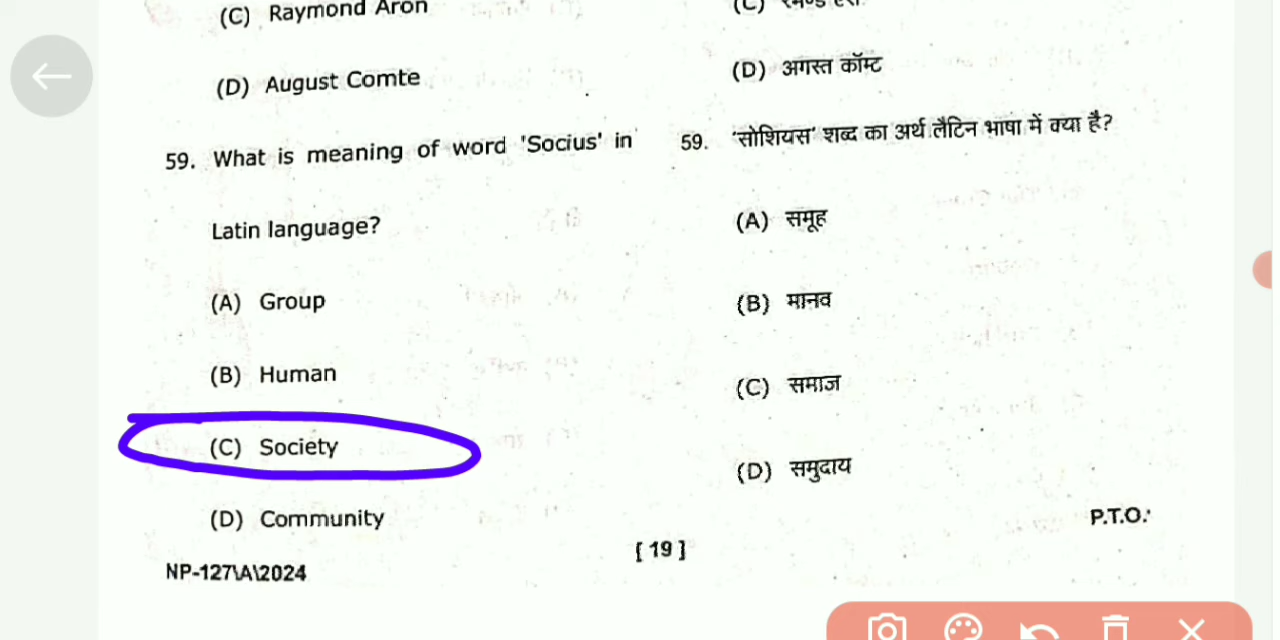 (C) Raymond Aron
(D) August Comte
59. What is meaning of word 'Socius' in
Latin language?
(A) Group
(B) Human
(C) Society
(D) Community
(C)
(D) अगस्त कॉम्ट
59. 'सोशियस' शब्द का अर्थ लैटिन भाषा में क्या है?
(A) समूह
(B) मानव
(C) समाज
(D) समुदाय
P.T.O.
[ 19 ]
NP-127\A\2024